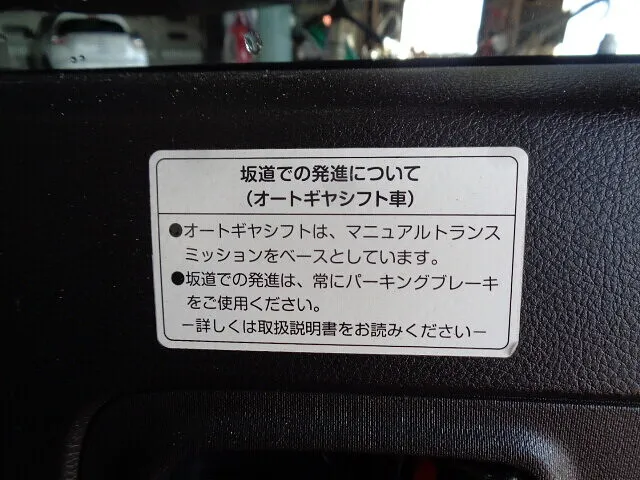 坂道での発進について
（オートギヤシフト車）
●オートギヤシフトは、マニュアルトランス
ミッションをベースとしています。
●坂道での発進は、常にパーキングブレーキ
をご使用ください。
－詳しくは取扱説明書をお読みください－